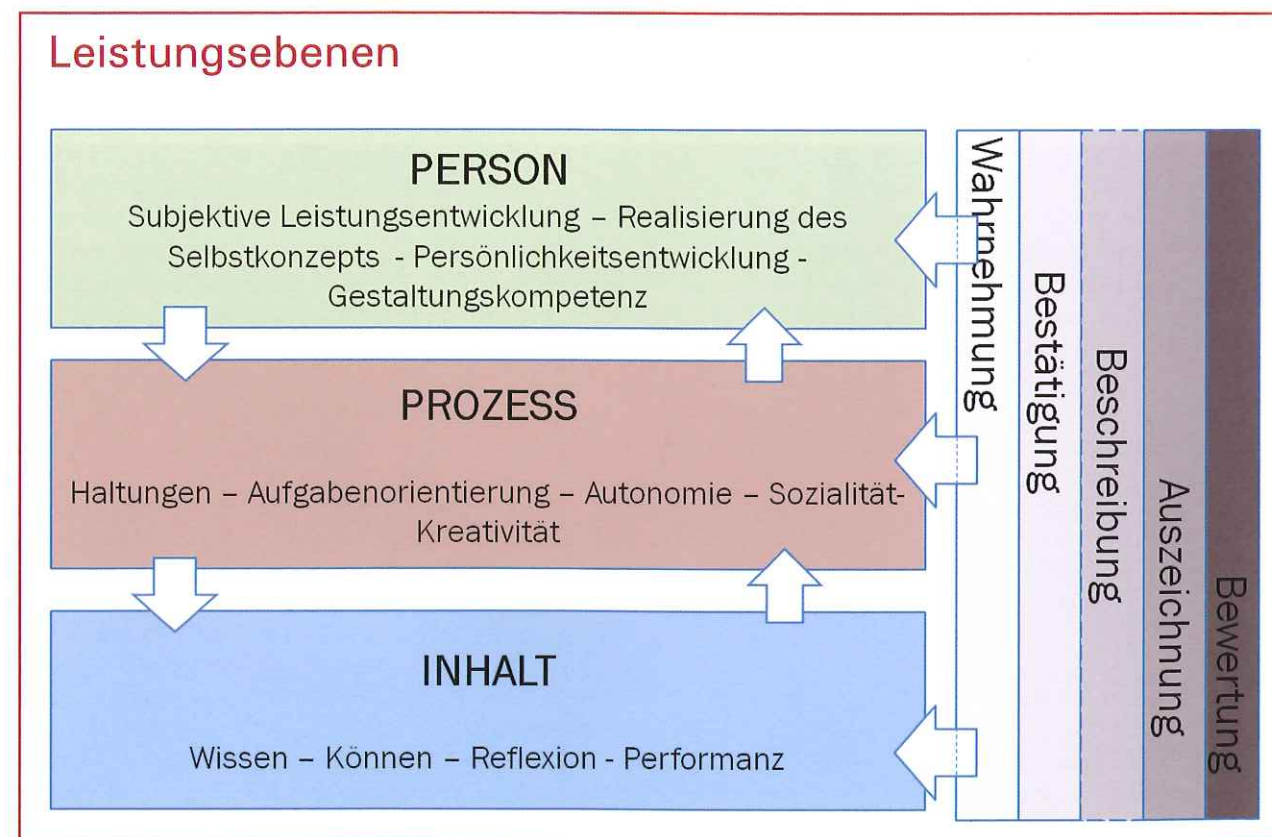 Leistungsebenen
PERSON
Subjektive Leistungsentwicklung – Realisierung des
Selbstkonzepts - Persönlichkeitsentwicklung -
Gestaltungskompetenz
PROZESS
Haltungen – Aufgabenorientierung – Autonomie – Sozialität-
Kreativität
INHALT
Wissen – Können – Reflexion - Performanz
Wahrnehmung
Bestätigung
Beschreibung
Auszeichnung
Bewertung